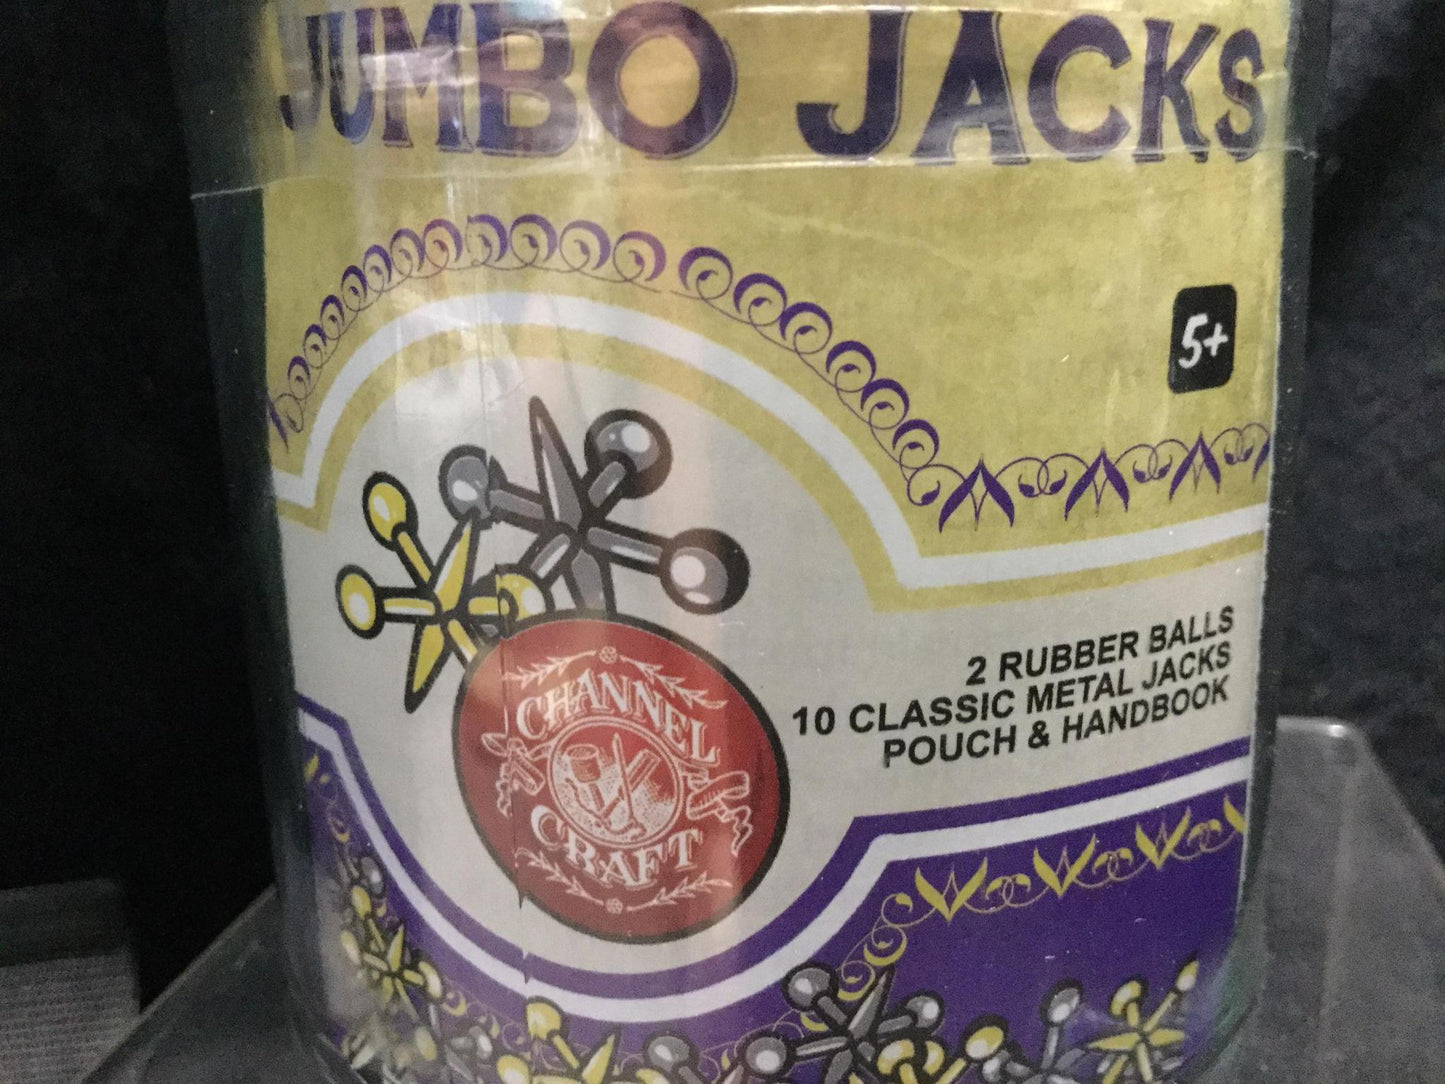 JUMBO JACKS
5+
2 RUBBER BALLS
10 CLASSIC METAL JACKS
POUCH & HANDBOOK
CHANNEL
CRAFT